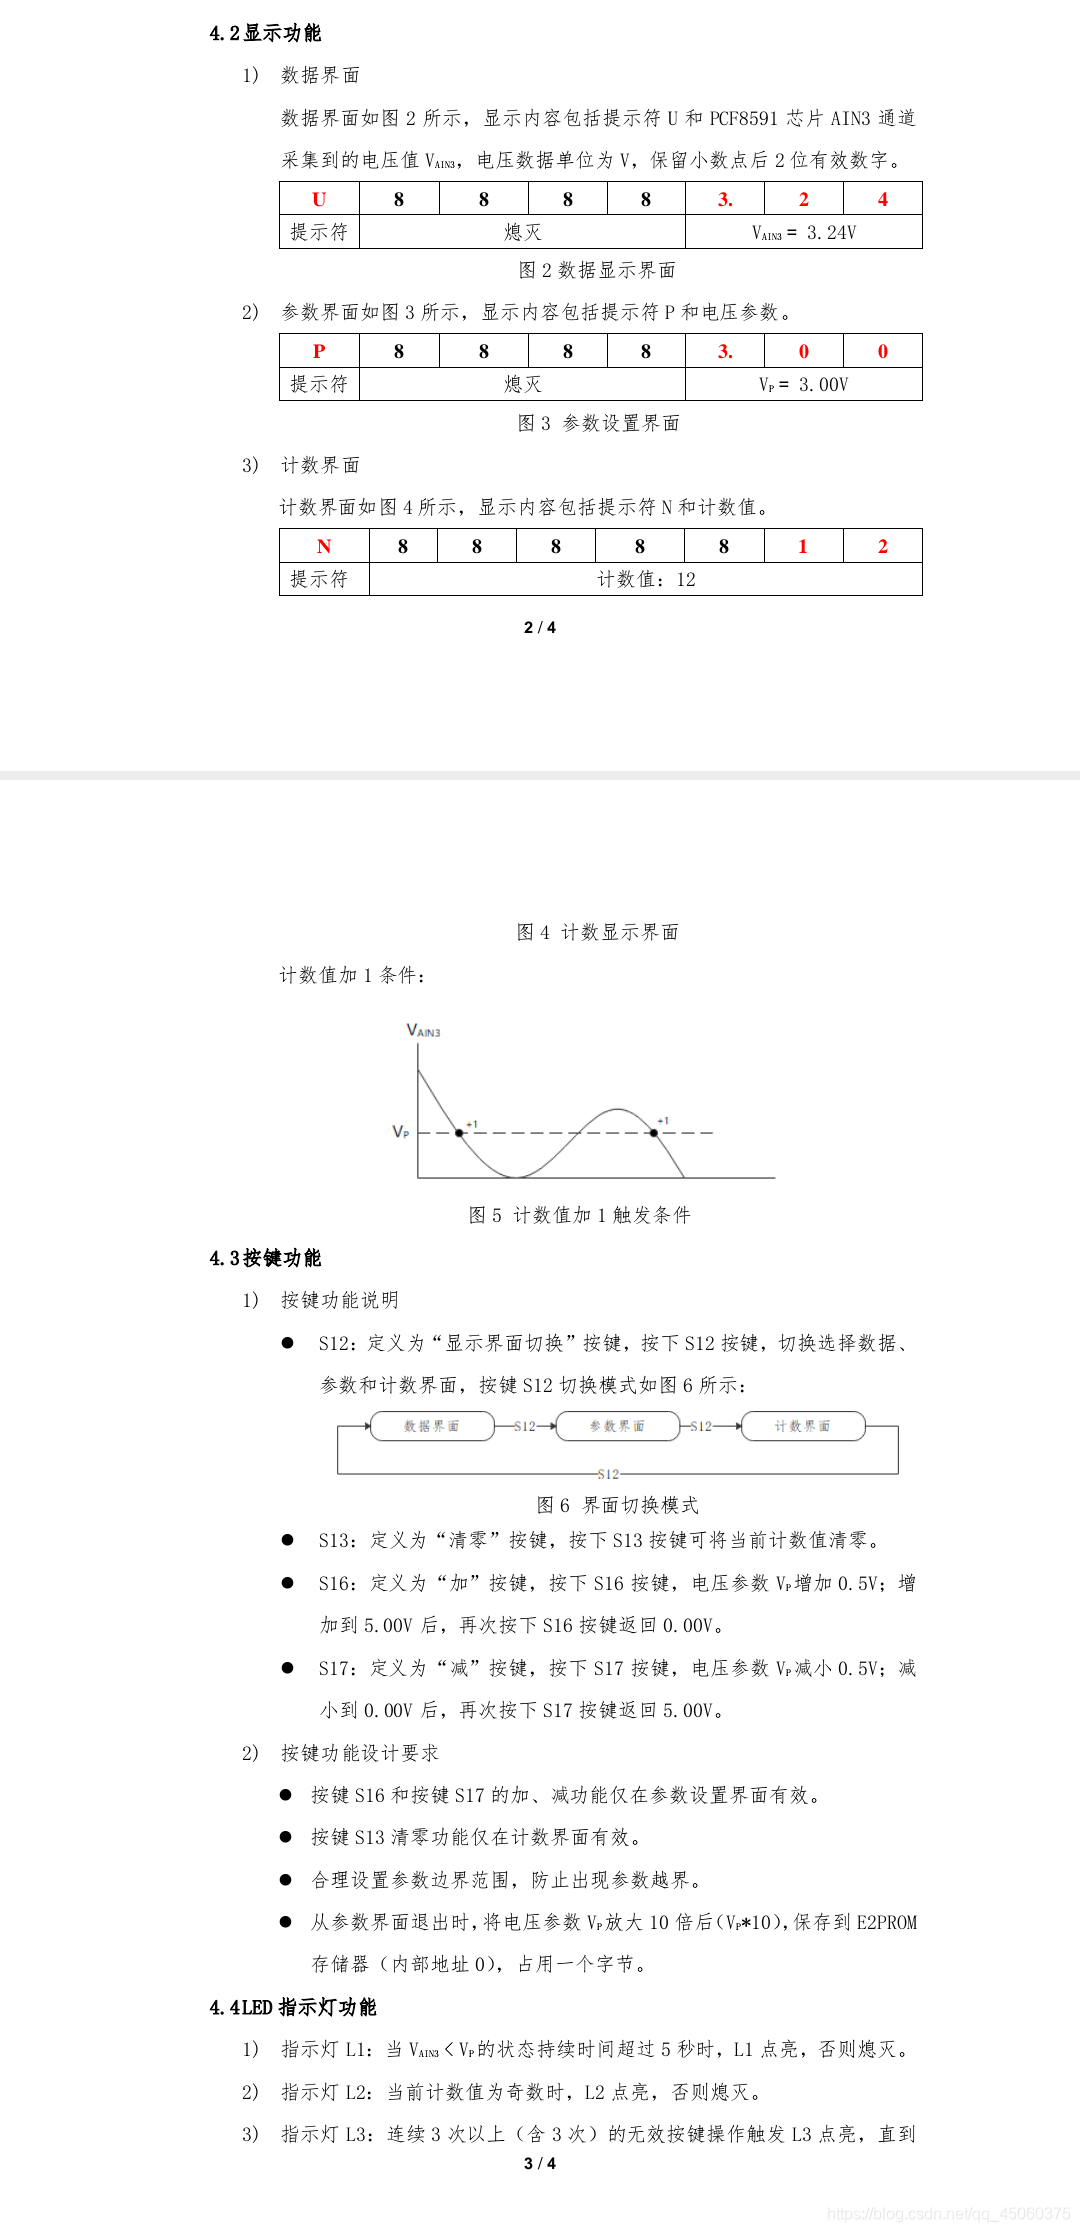 4.2显示功能
1) 数据界面
数据界面如图 2 所示，显示内容包括提示符 U 和 PCF8591 芯片 AIN3 通道
采集到的电压值 VAIN3，电压数据单位为 V，保留小数点后 2 位有效数字。
U 8 8 8 8 3. 2 4
提示符 熄灭 VAIN3 = 3.24V
图 2 数据显示界面
2) 参数界面如图 3 所示，显示内容包括提示符 P 和电压参数。
P 8 8 8 8 3. 0 0
提示符 熄灭 VP = 3.00V
图 3 参数设置界面
3) 计数界面
计数界面如图 4 所示，显示内容包括提示符 N 和计数值。
N 8 8 8 8 8 1 2
提示符 计数值：12
2 / 4
图 4 计数显示界面
计数值加 1 条件：
VAIN3
+1 +1
VP
图 5 计数值加 1 触发条件
4.3按键功能
1) 按键功能说明
● S12：定义为“显示界面切换”按键，按下 S12 按键，切换选择数据、
参数和计数界面，按键 S12 切换模式如图 6 所示：
数据界面 S12 参数界面 S12 计数界面
S12
图 6 界面切换模式
● S13：定义为“清零”按键，按下 S13 按键可将当前计数值清零。
● S16：定义为“加”按键，按下 S16 按键，电压参数 VP增加 0.5V；增
加到 5.00V 后，再次按下 S16 按键返回 0.00V。
● S17：定义为“减”按键，按下 S17 按键，电压参数 VP减小 0.5V；减
小到 0.00V 后，再次按下 S17 按键返回 5.00V。
2) 按键功能设计要求
● 按键 S16 和按键 S17 的加、减功能仅在参数设置界面有效。
● 按键 S13 清零功能仅在计数界面有效。
● 合理设置参数边界范围，防止出现参数越界。
● 从参数界面退出时，将电压参数 VP放大 10 倍后（VP*10），保存到 E2PROM
存储器（内部地址 0），占用一个字节。
4.4LED 指示灯功能
1) 指示灯 L1：当 VAIN3 < VP的状态持续时间超过 5 秒时，L1 点亮，否则熄灭。
2) 指示灯 L2：当前计数值为奇数时，L2 点亮，否则熄灭。
3) 指示灯 L3：连续 3 次以上（含 3 次）的无效按键操作触发 L3 点亮，直到
3 / 4
https://blog.csdn.net/qq_45060375